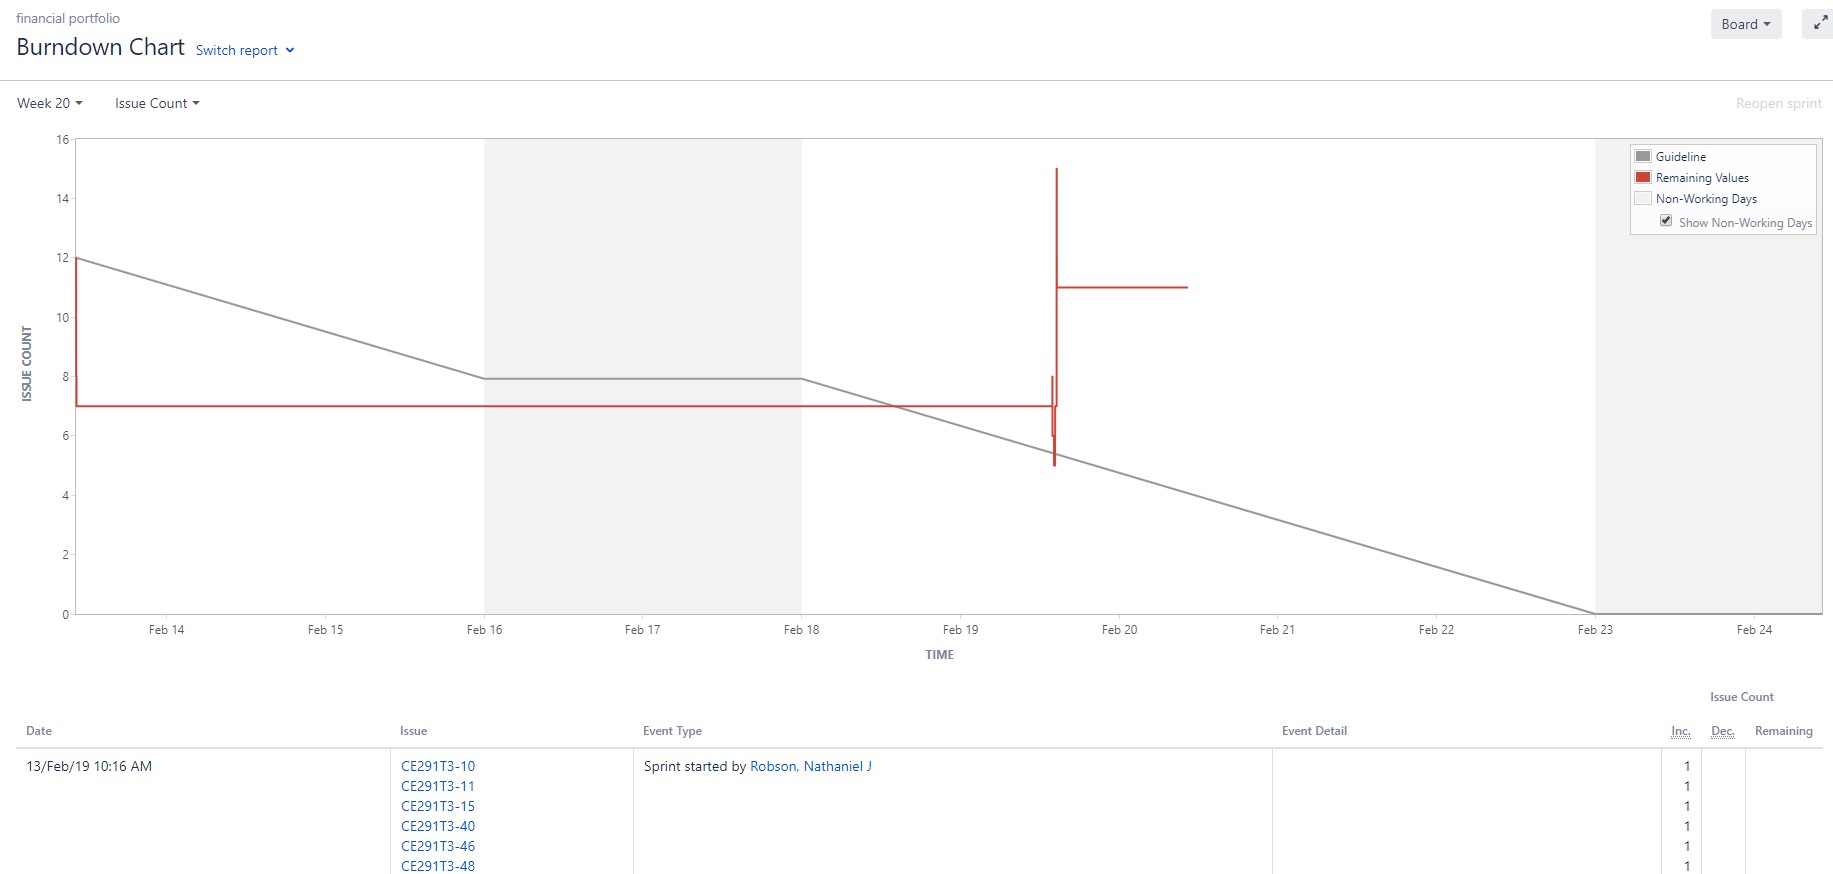 financial portfolio
Board
Burndown Chart Switch report
Week 20 Issue Count Reopen sprint
16
14
12
10
8
6
4
2
0
ISSUE COUNT
Guideline
Remaining Values
Non-Working Days
Show Non-Working Days
Feb 14 Feb 15 Feb 16 Feb 17 Feb 18 Feb 19 Feb 20 Feb 21 Feb 22 Feb 23 Feb 24
TIME
Issue Count
Date Issue Event Type Event Detail Inc. Dec. Remaining
13/Feb/19 10:16 AM CE291T3-10 Sprint started by Robson, Nathaniel J 1
CE291T3-11 1
CE291T3-15 1
CE291T3-40 1
CE291T3-46 1
CE291T3-48 1